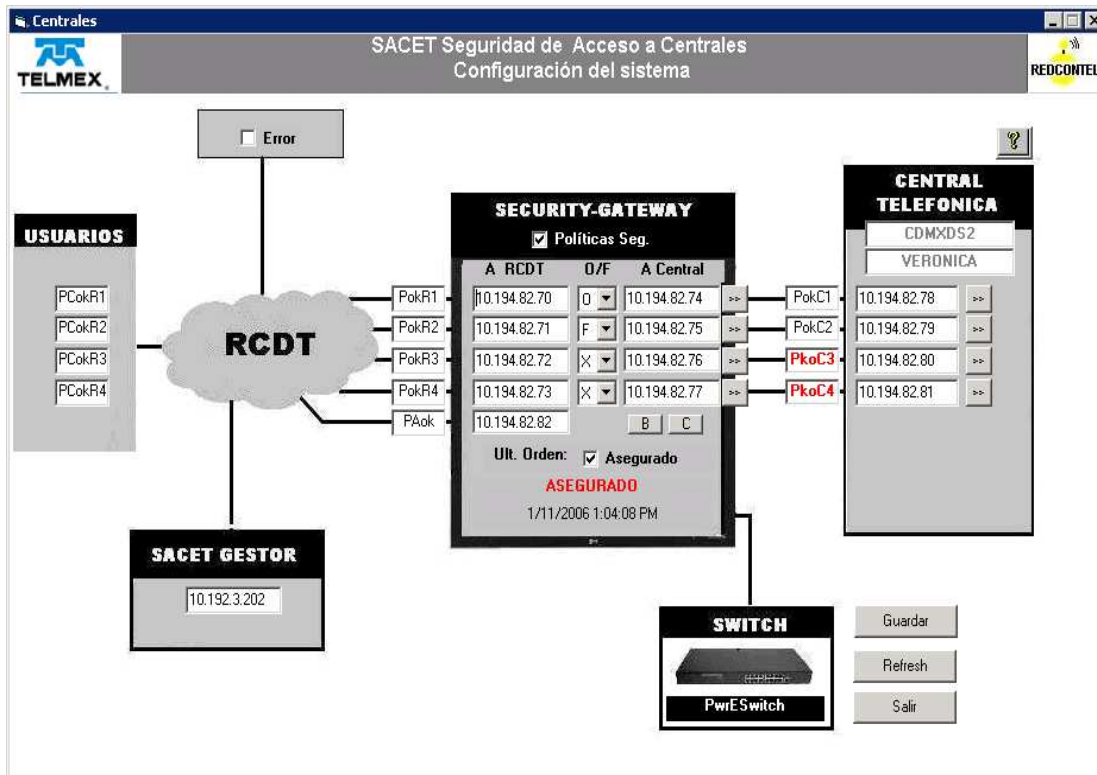 Centrales
TELMEX®
SACET Seguridad de Acceso a Centrales
Configuración del sistema
REDCONTEL
Error
?
USUARIOS
PCokR1
PCokR2
PCokR3
PCokR4
RCDT
PokR1
PokR2
PokR3
PokR4
PAok
SECURITY-GATEWAY
Políticas Seg.
A RCDT O/F A Central
10.194.82.70 O 10.194.82.74 >>
10.194.82.71 F 10.194.82.75 >>
10.194.82.72 X 10.194.82.76 >>
10.194.82.73 X 10.194.82.77 >>
10.194.82.82 B C
Ult. Orden: Asegurado
ASEGURADO
1/11/2006 1:04:08 PM
PokC1
PokC2
PkoC3
PkoC4
CENTRAL
TELEFONICA
CDMXDS2
VERONICA
10.194.82.78 >>
10.194.82.79 >>
10.194.82.80 >>
10.194.82.81 >>
SACET GESTOR
10.192.3.202
SWITCH
PwrESwitch
Guardar
Refresh
Salir